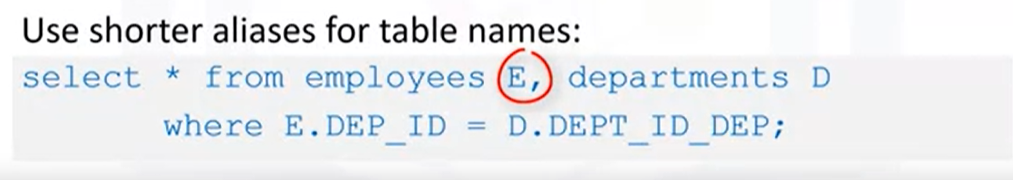 Use shorter aliases for table names:
select * from employees E, departments D
where E.DEP_ID = D.DEPT_ID_DEP;